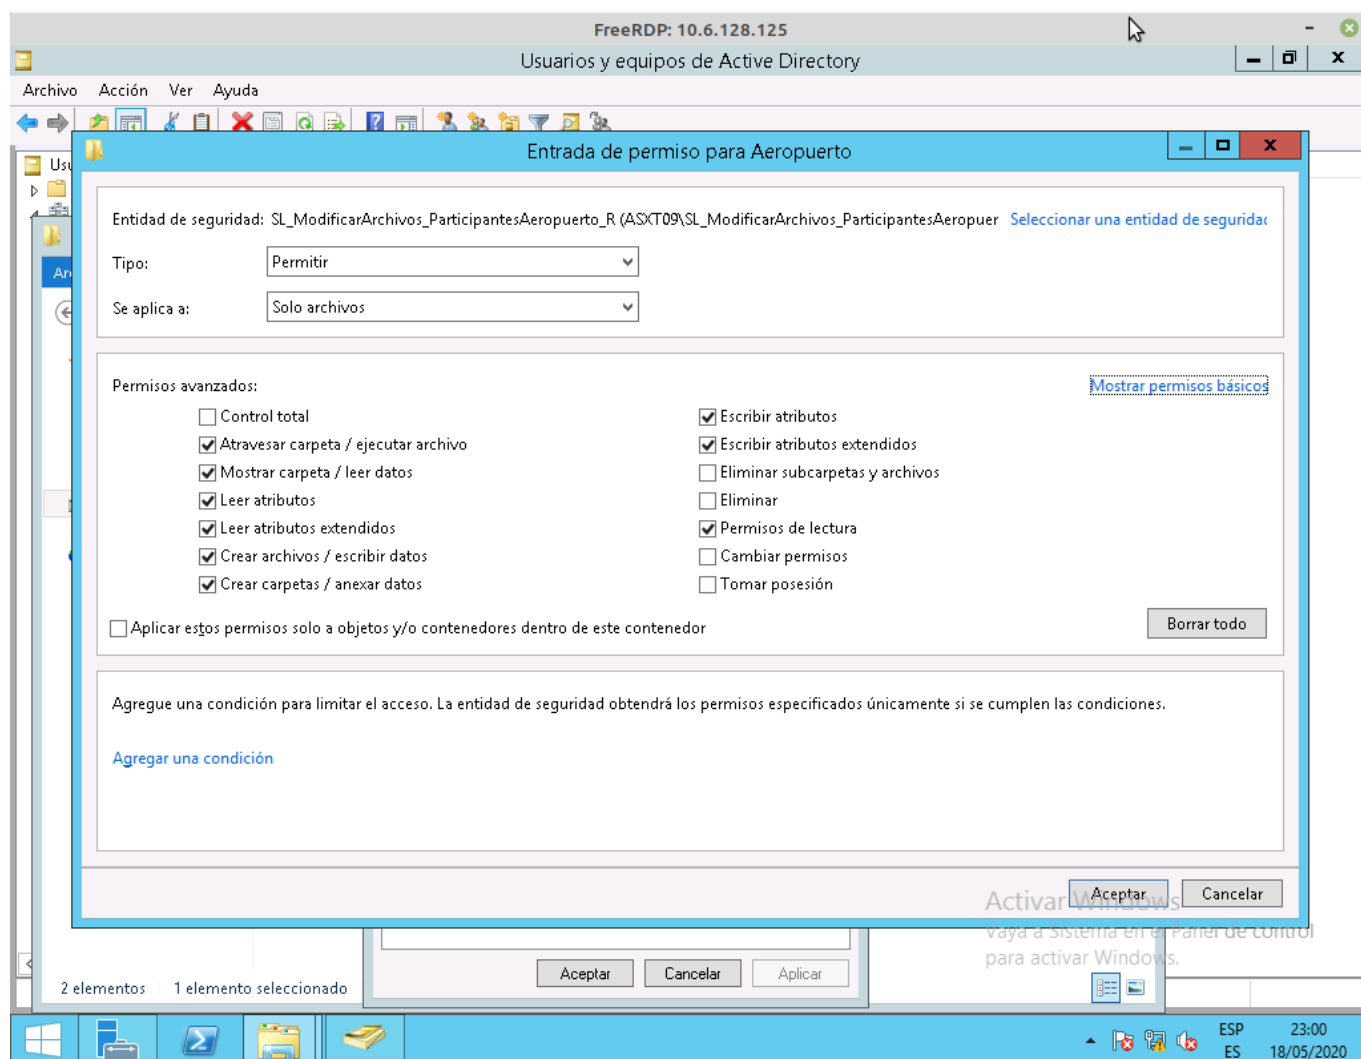 FreeRDP: 10.6.128.125
Usuarios y equipos de Active Directory
Archivo Acción Ver Ayuda
Entrada de permiso para Aeropuerto
Entidad de seguridad: SL_ModificarArchivos_ParticipantesAeropuerto_R (ASXT09\SL_ModificarArchivos_ParticipantesAeropuer Seleccionar una entidad de seguridad
Tipo: Permitir
Se aplica a: Solo archivos
Permisos avanzados: Mostrar permisos básicos
Control total Escribir atributos
Atravesar carpeta / ejecutar archivo Escribir atributos extendidos
Mostrar carpeta / leer datos Eliminar subcarpetas y archivos
Leer atributos Eliminar
Leer atributos extendidos Permisos de lectura
Crear archivos / escribir datos Cambiar permisos
Crear carpetas / anexar datos Tomar posesión
Aplicar estos permisos solo a objetos y/o contenedores dentro de este contenedor Borrar todo
Agregue una condición para limitar el acceso. La entidad de seguridad obtendrá los permisos especificados únicamente si se cumplen las condiciones.
Agregar una condición
Aceptar Cancelar
Activar Windows
Vaya a Sistema en el Panel de control
para activar Windows.
Aceptar Cancelar Aplicar
2 elementos 1 elemento seleccionado
ESP 23:00
ES 18/05/2020